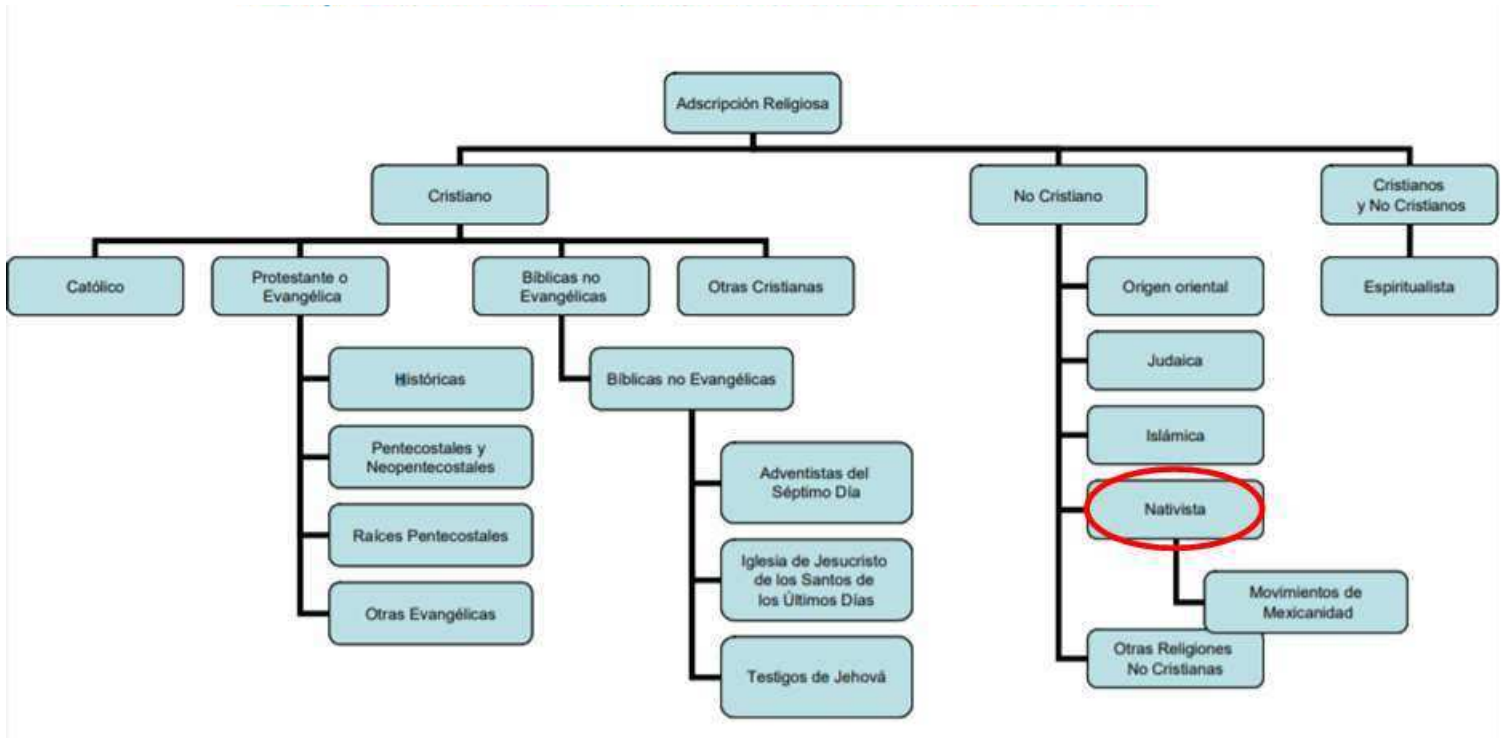 Adscripción Religiosa
Cristiano
No Cristiano
Cristianos
y No Cristianos
Católico
Protestante o
Evangélica
Bíblicas no
Evangélicas
Otras Cristianas
Origen oriental
Espiritualista
Históricas
Bíblicas no Evangélicas
Judaica
Pentecostales y
Neopentecostales
Islámica
Adventistas del
Séptimo Día
Nativista
Raíces Pentecostales
Iglesia de Jesucristo
de los Santos de
los Últimos Días
Movimientos de
Mexicanidad
Otras Evangélicas
Otras Religiones
No Cristianas
Testigos de Jehová